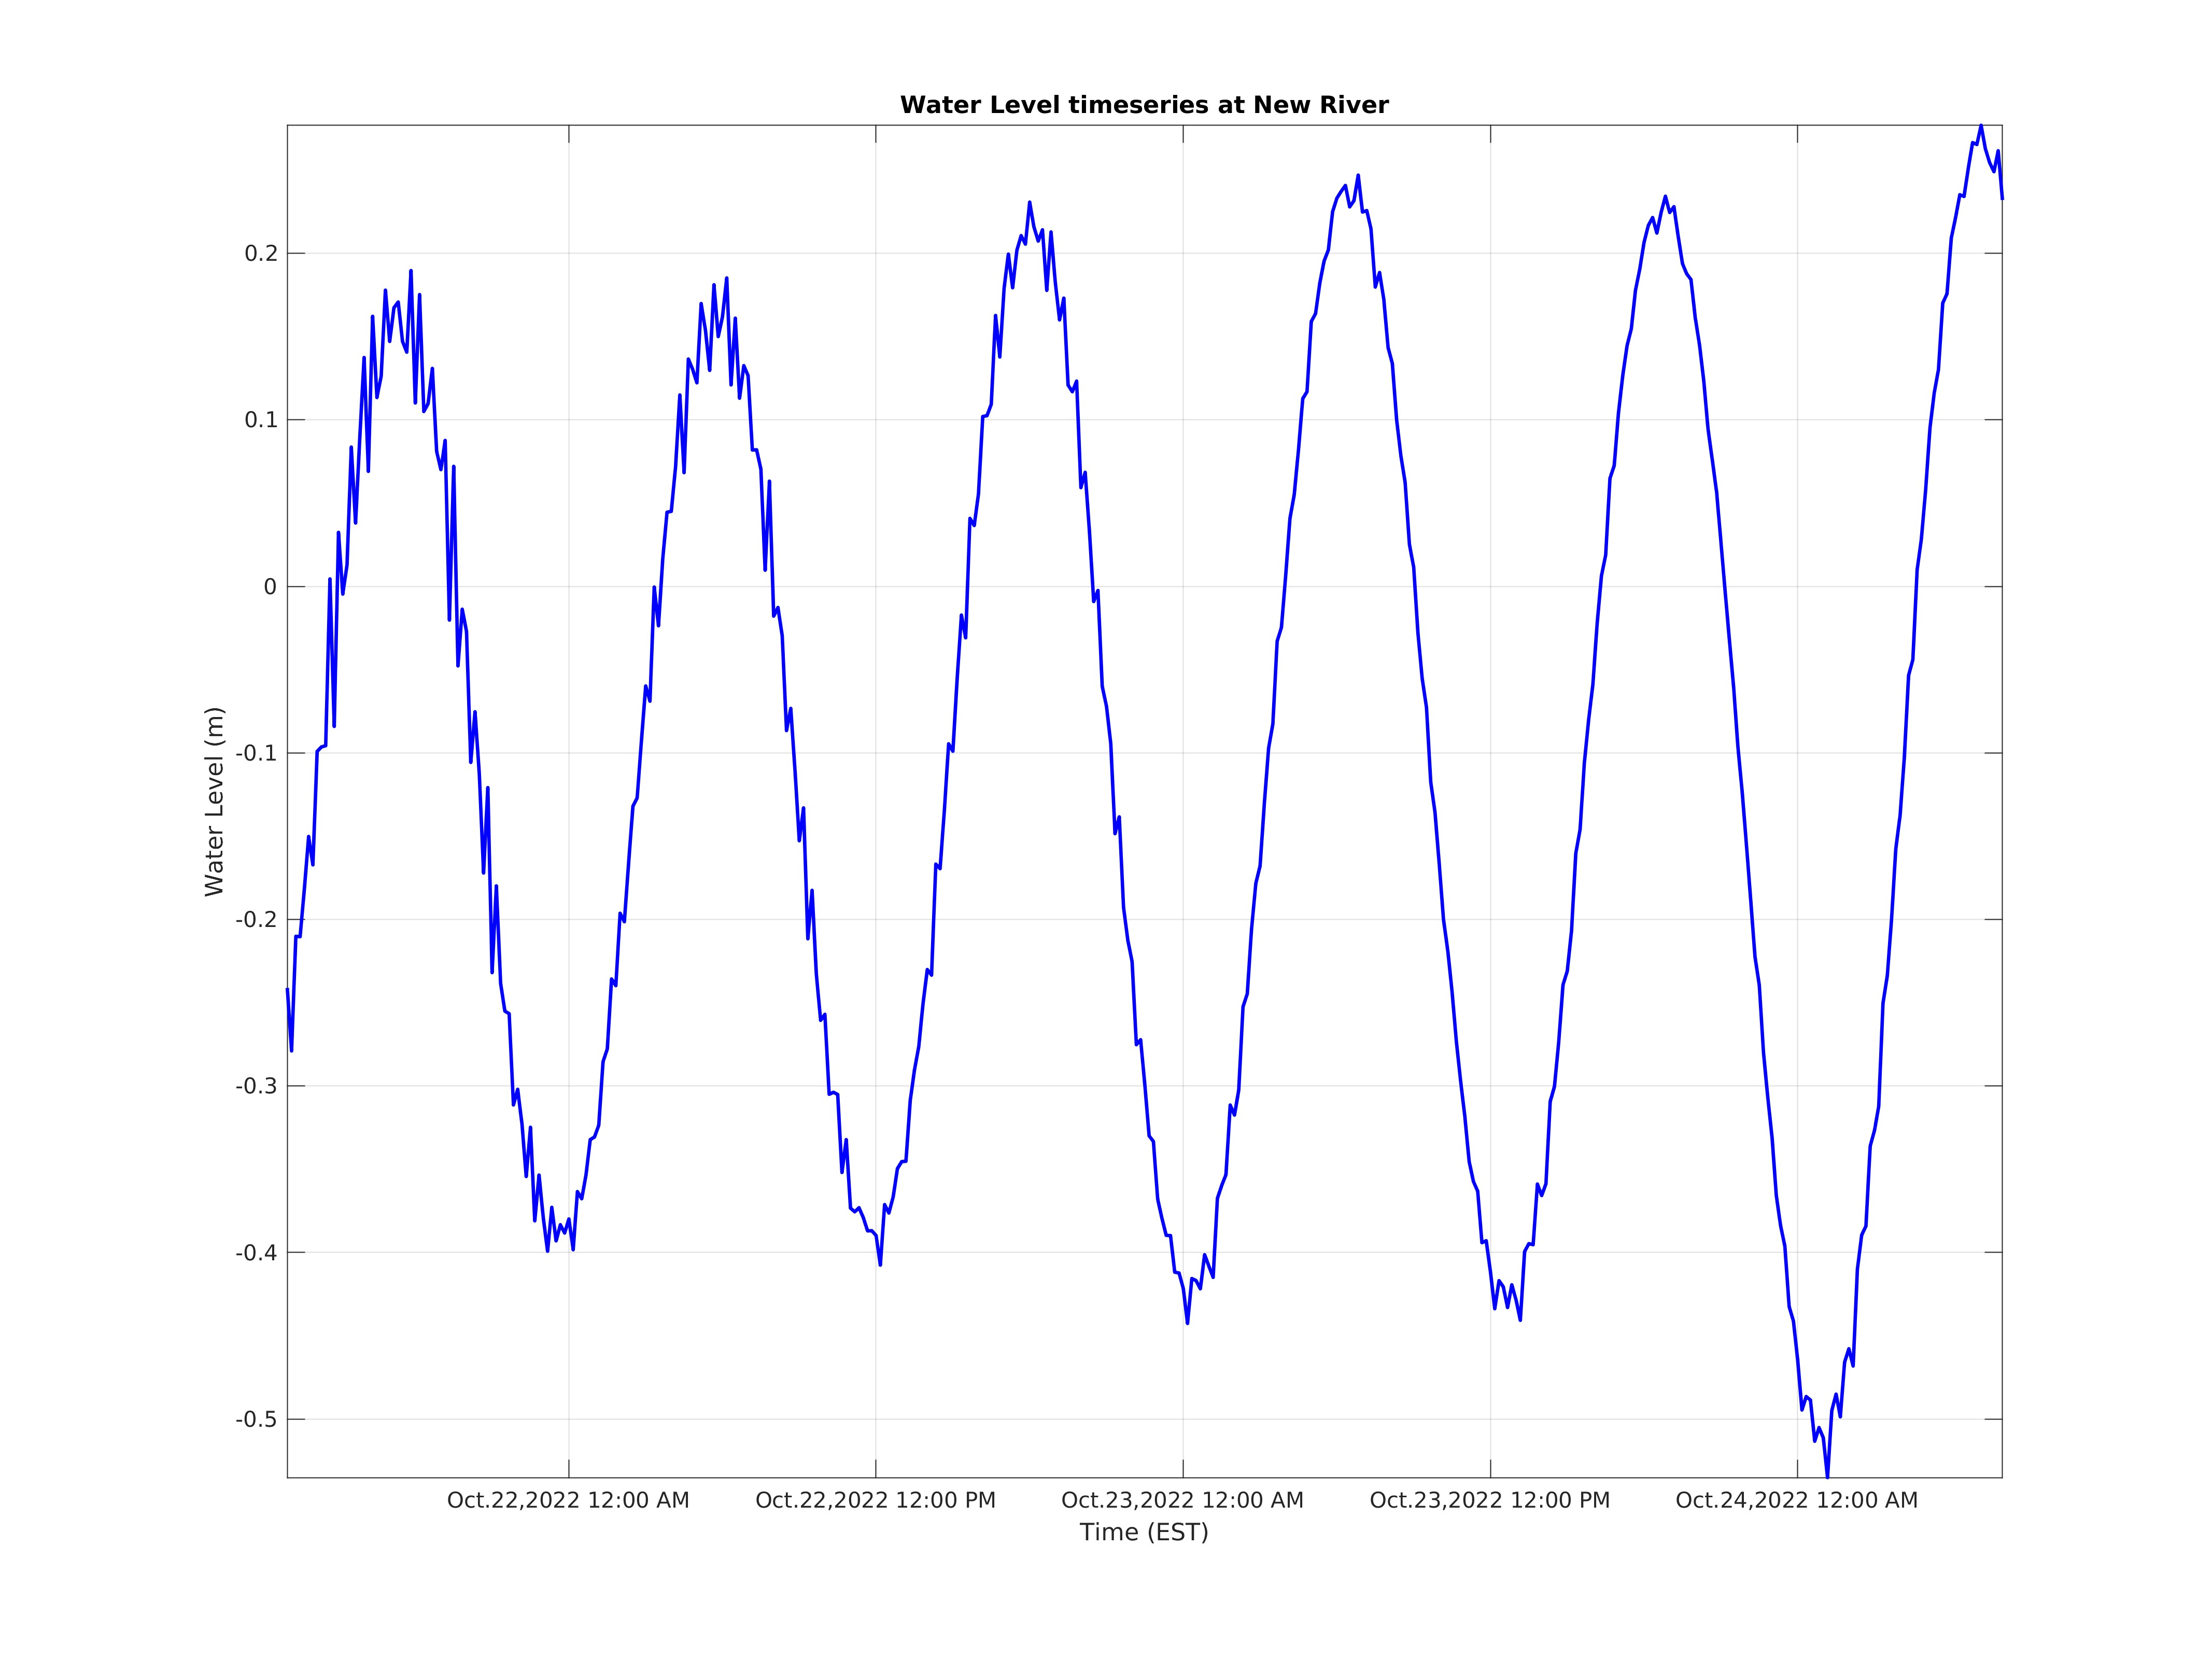 Water Level timeseries at New River
Water Level (m)
0.2
0.1
0
-0.1
-0.2
-0.3
-0.4
-0.5
Oct.22,2022 12:00 AM
Oct.22,2022 12:00 PM
Oct.23,2022 12:00 AM
Oct.23,2022 12:00 PM
Oct.24,2022 12:00 AM
Time (EST)